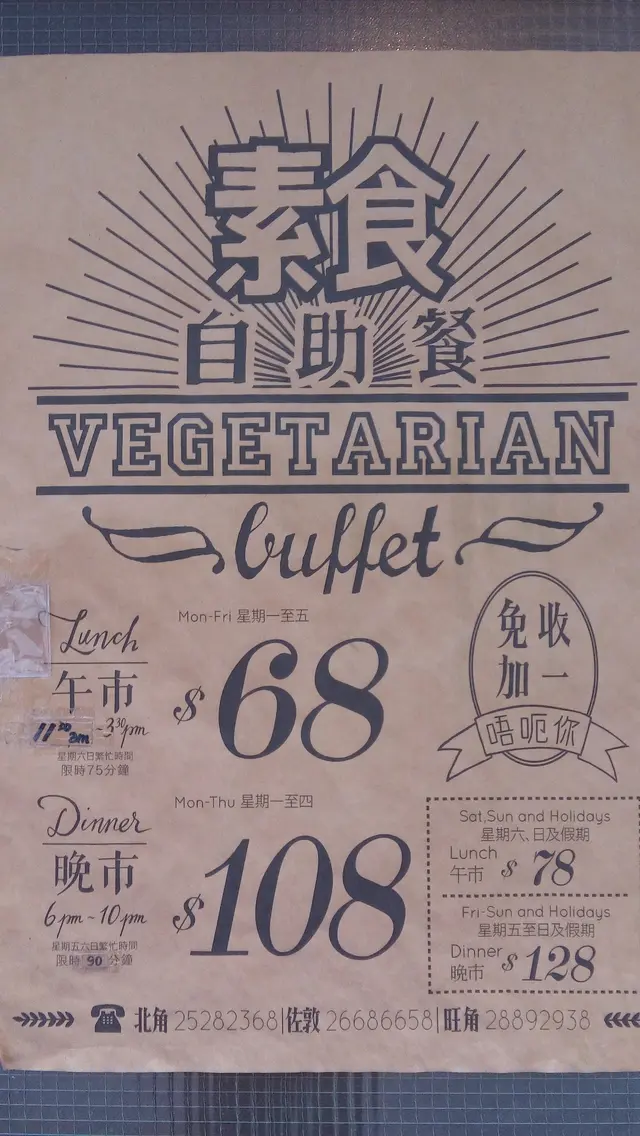 素食
自助餐
VEGETARIAN
buffet
Lunch
午市
11³⁰am ~3³⁰pm
星期六日繁忙時間
限時75分鐘
Mon-Fri 星期一至五
$68
免收
加一
唔呃你
Dinner
晚市
6pm~10pm
星期五六日繁忙時間
限時90分鐘
Mon-Thu 星期一至四
$108
Sat,Sun and Holidays
星期六、日及假期
Lunch
午市 $78
Fri-Sun and Holidays
星期五至日及假期
Dinner
晚市 $128
北角 25282368|佐敦 26686658|旺角 28892938